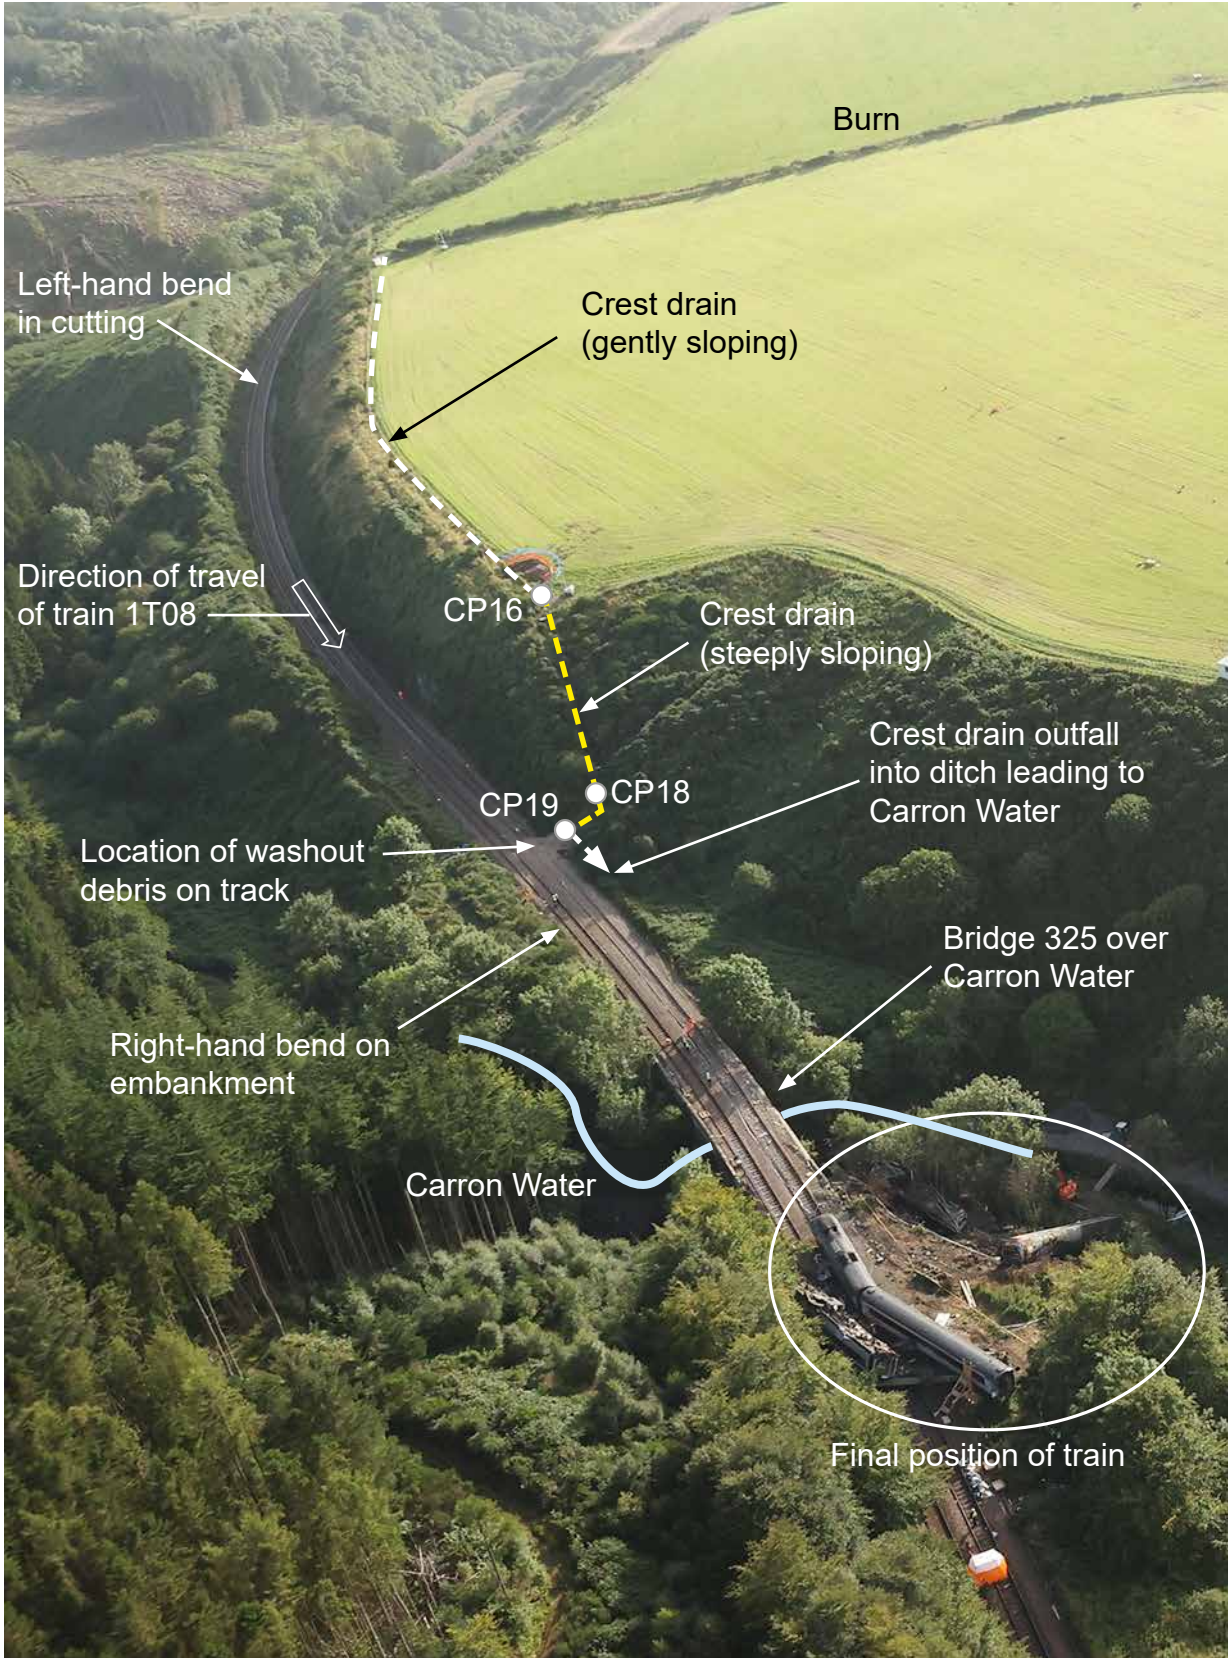 Burn
Left-hand bend
in cutting
Crest drain
(gently sloping)
Direction of travel
of train 1T08
CP16
Crest drain
(steeply sloping)
Crest drain outfall
into ditch leading to
Carron Water
CP18
CP19
Location of washout
debris on track
Bridge 325 over
Carron Water
Right-hand bend on
embankment
Carron Water
Final position of train